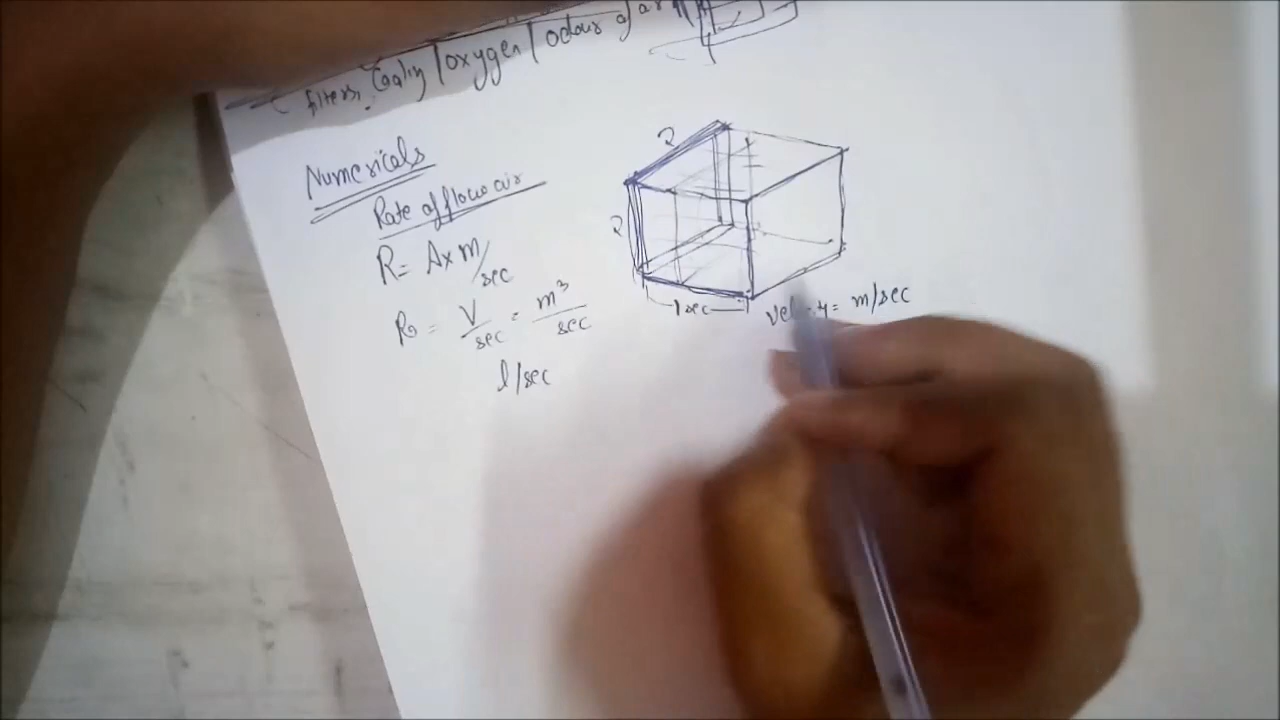 filters, Cooling / oxygen / odour of air
Numericals
Rate of flow air
R = A x m/sec
R = V/sec = m³/sec
l/sec
2
2
1 sec
= m/sec